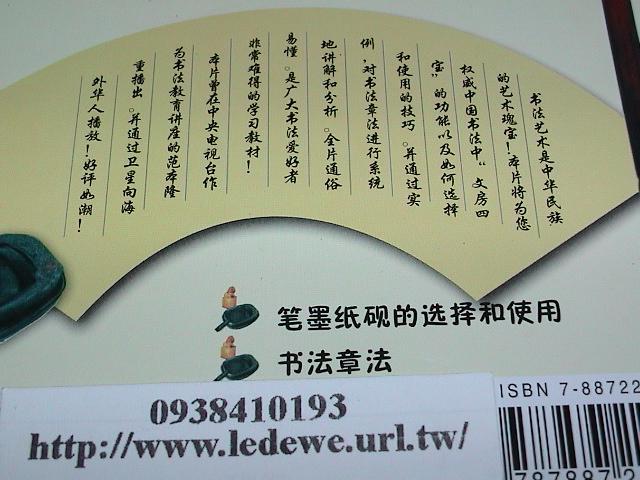 书法艺术是中华民族
的艺术瑰宝!本片将为您
权威中国书法中“文房四
宝”的功能以及如何选择
和使用的技巧。并通过实
例,对书法章法进行系统
地讲解和分析。全片通俗
易懂。是广大书法爱好者
非常难得的学习教材!
本片曾在中央电视台作
为书法教育讲座的范本隆
重播出。并通过卫星向海
外华人播放!好评如潮!
笔墨纸砚的选择和使用
书法章法
0938410193
http://www.ledewe.url.tw/
ISBN 7-88722